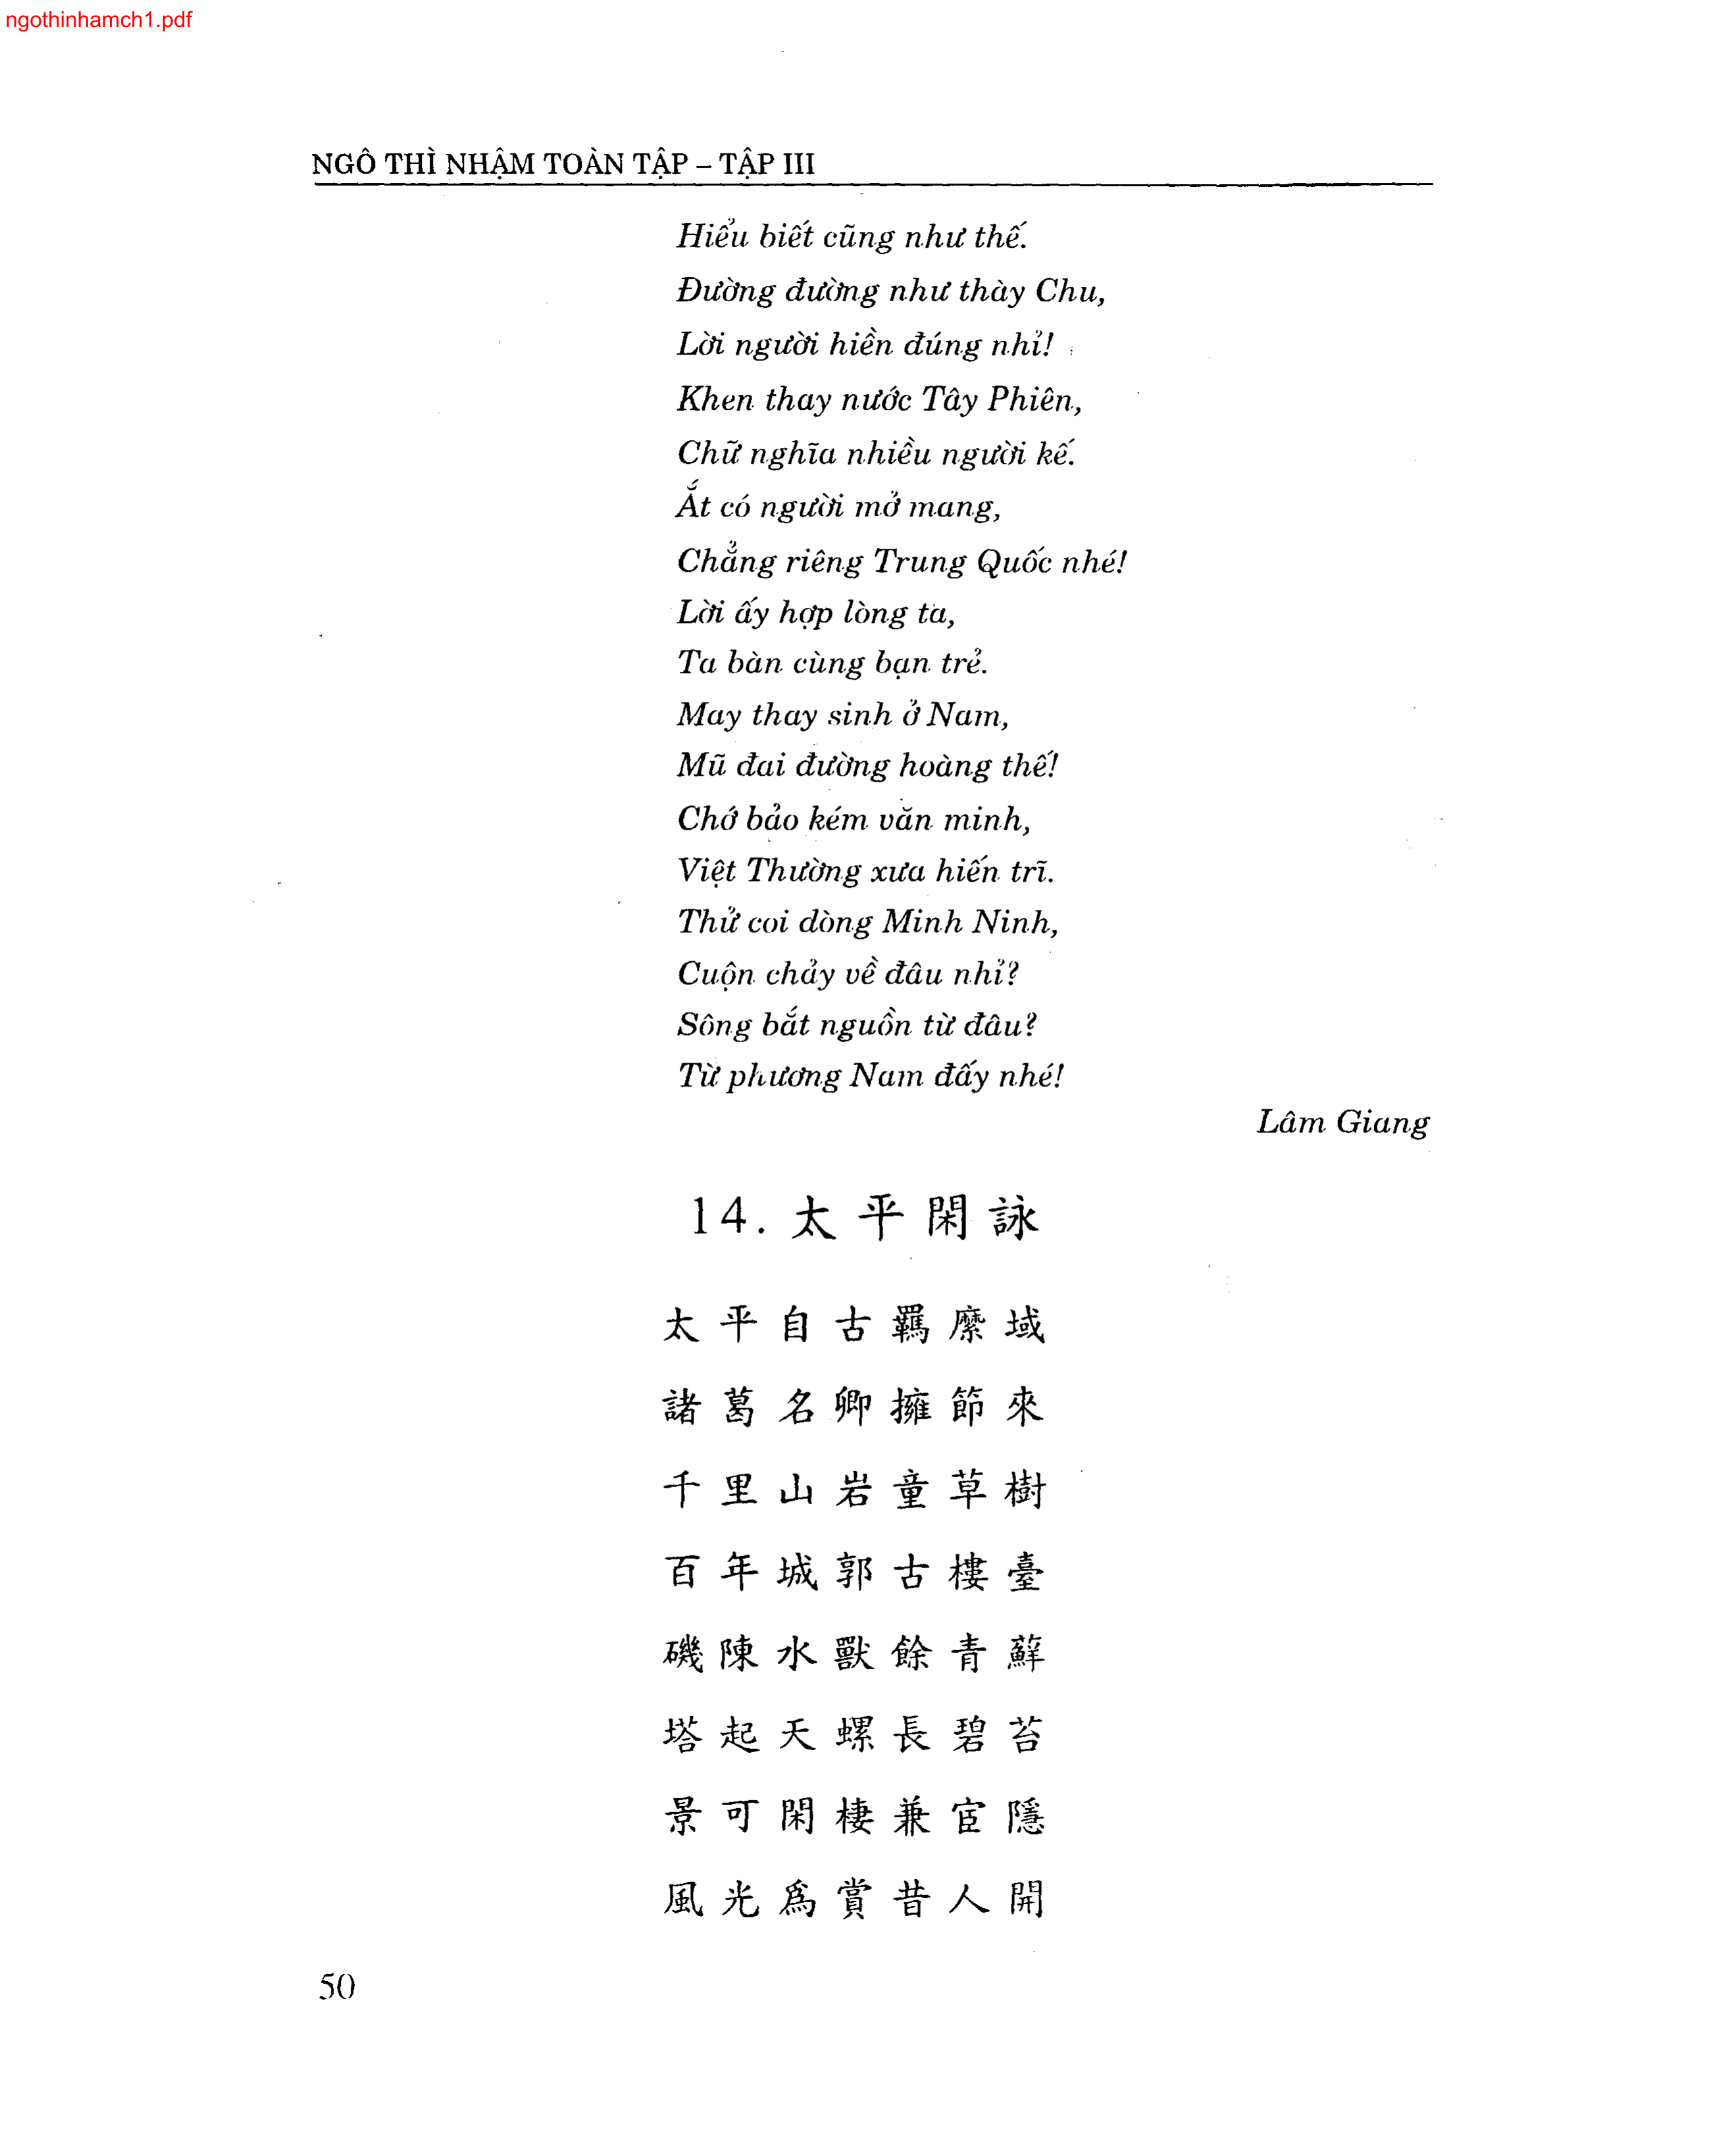 ngothinhamch1.pdf
NGÔ THÌ NHẬM TOÀN TẬP – TẬP III
Hiểu biết cũng như thế.
Đường đường như thày Chu,
Lời người hiền đúng nhỉ!
Khen thay nước Tây Phiên,
Chữ nghĩa nhiều người kế.
Ắt có người mở mang,
Chẳng riêng Trung Quốc nhé!
Lời ấy hợp lòng ta,
Ta bàn cùng bạn trẻ.
May thay sinh ở Nam,
Mũ đai đường hoàng thế!
Chớ bảo kém văn minh,
Việt Thường xưa hiến trĩ.
Thử coi dòng Minh Ninh,
Cuộn chảy về đâu nhỉ?
Sông bắt nguồn từ đâu?
Từ phương Nam đấy nhé!
Lâm Giang
14. 太平閑詠
太平自古羈縻域
諸葛名卿擁節來
千里山岩童草樹
百年城郭古樓臺
磯陳水獸餘青蘚
塔起天螺長碧苔
景可閑棲兼宦隱
風光為賞昔人開
50